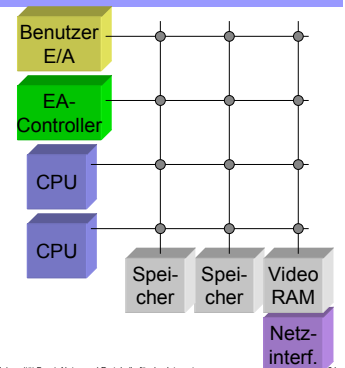 Benutzer
E/A
EA-
Controller
CPU
CPU
Spei-
cher
Spei-
cher
Video
RAM
Netz-
interf.